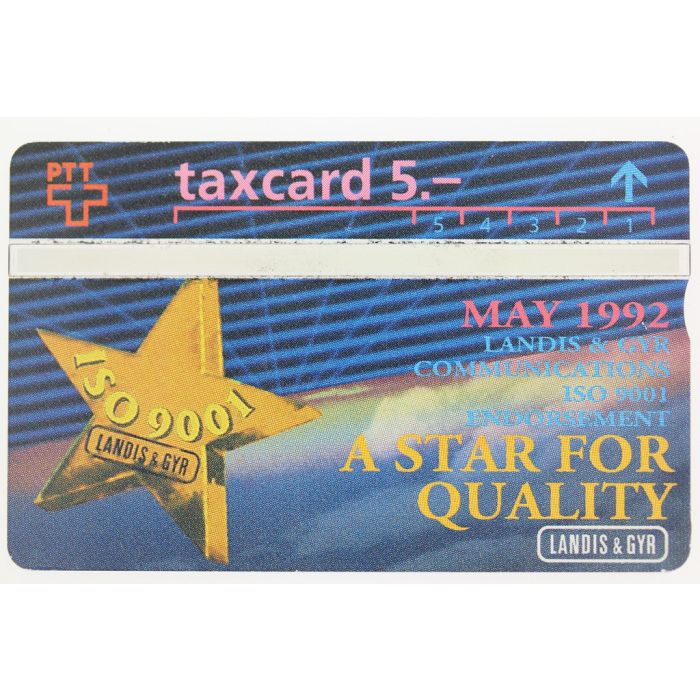 PTT
taxcard 5.–
5 4 3 2 1
MAY 1992
LANDIS & GYR
COMMUNICATIONS
ISO 9001
ENDORSEMENT
ISO 9001
LANDIS & GYR
A STAR FOR
QUALITY
LANDIS & GYR